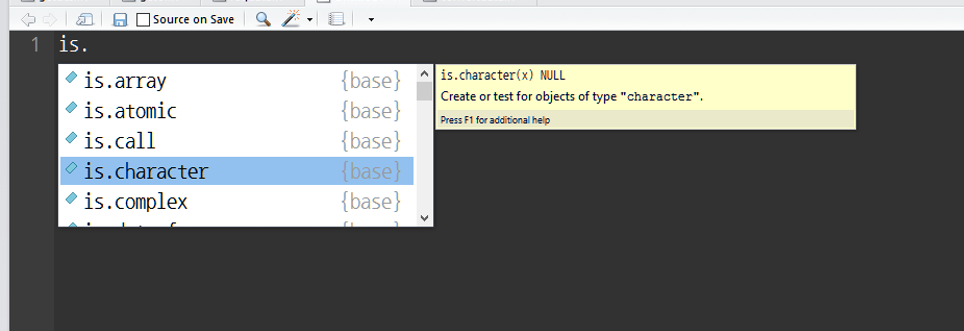 Source on Save
1 is.
is.array {base}
is.atomic {base}
is.call {base}
is.character {base}
is.complex {base}
is.character(x) NULL
Create or test for objects of type "character".
Press F1 for additional help